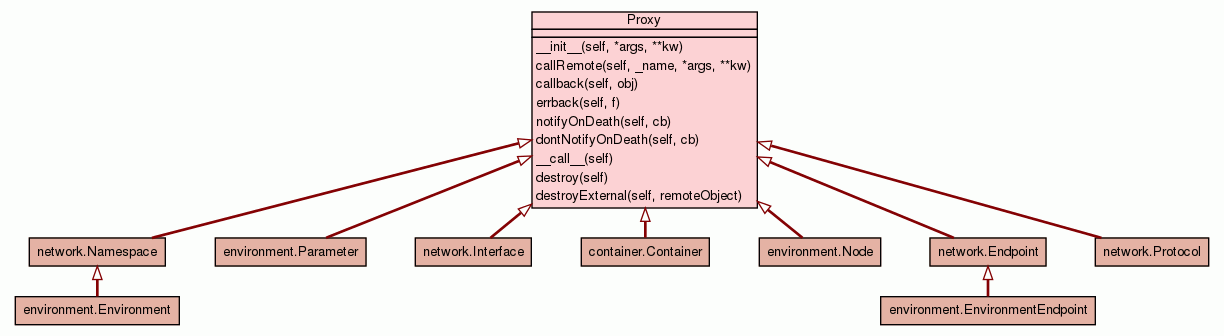 Proxy
__init__(self, *args, **kw)
callRemote(self, _name, *args, **kw)
callback(self, obj)
errback(self, f)
notifyOnDeath(self, cb)
dontNotifyOnDeath(self, cb)
__call__(self)
destroy(self)
destroyExternal(self, remoteObject)
network.Namespace
environment.Parameter
network.Interface
container.Container
environment.Node
network.Endpoint
network.Protocol
environment.Environment
environment.EnvironmentEndpoint